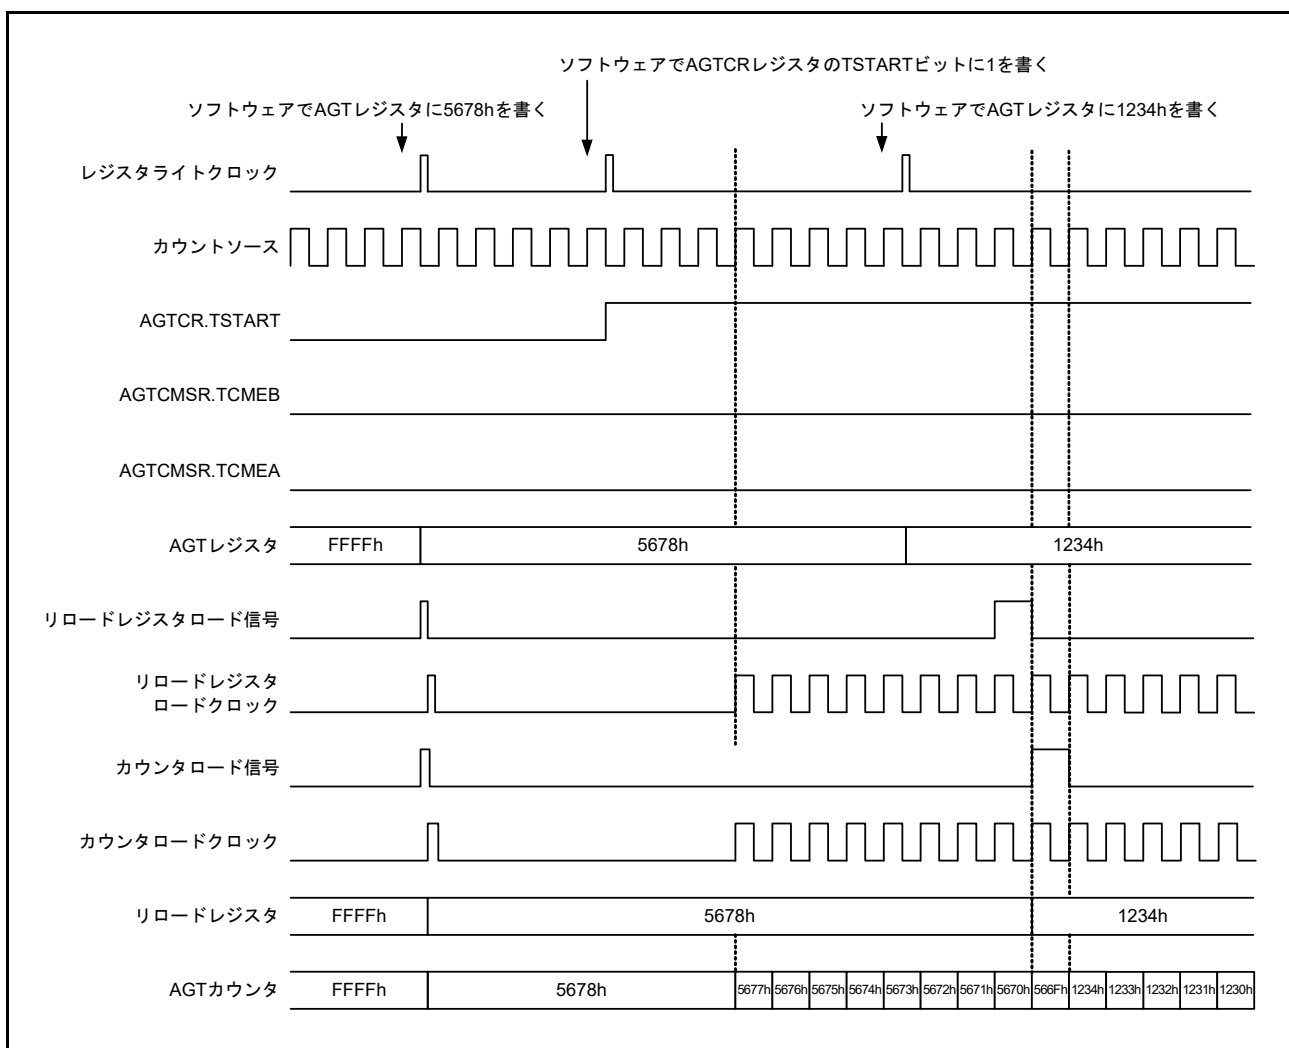 ソフトウェアでAGTCRレジスタのTSTARTビットに1を書く
ソフトウェアでAGTレジスタに5678hを書く
ソフトウェアでAGTレジスタに1234hを書く
レジスタライトクロック
カウントソース
AGTCR.TSTART
AGTCMSR.TCMEB
AGTCMSR.TCMEA
AGTレジスタ FFFFh 5678h 1234h
リロードレジスタロード信号
リロードレジスタ
ロードクロック
カウンタロード信号
カウンタロードクロック
リロードレジスタ FFFFh 5678h 1234h
AGTカウンタ FFFFh 5678h 5677h 5676h 5675h 5674h 5673h 5672h 5671h 5670h 566Fh 1234h 1233h 1232h 1231h 1230h